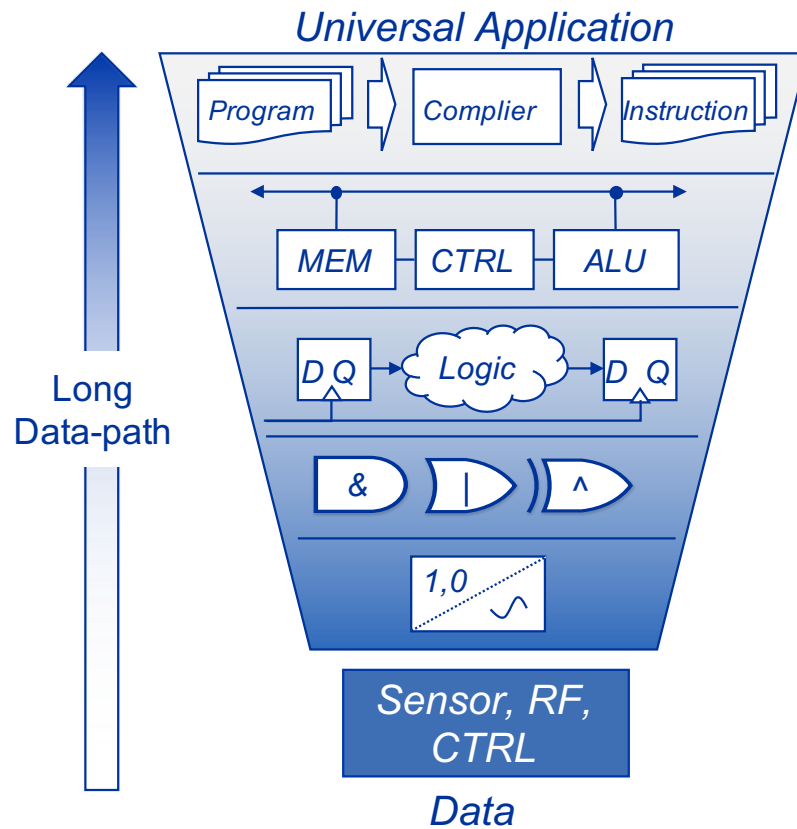 Universal Application
Program
Complier
Instruction
MEM
CTRL
ALU
D Q
Logic
D Q
Long
Data-path
&
|
^
1,0
Sensor, RF,
CTRL
Data